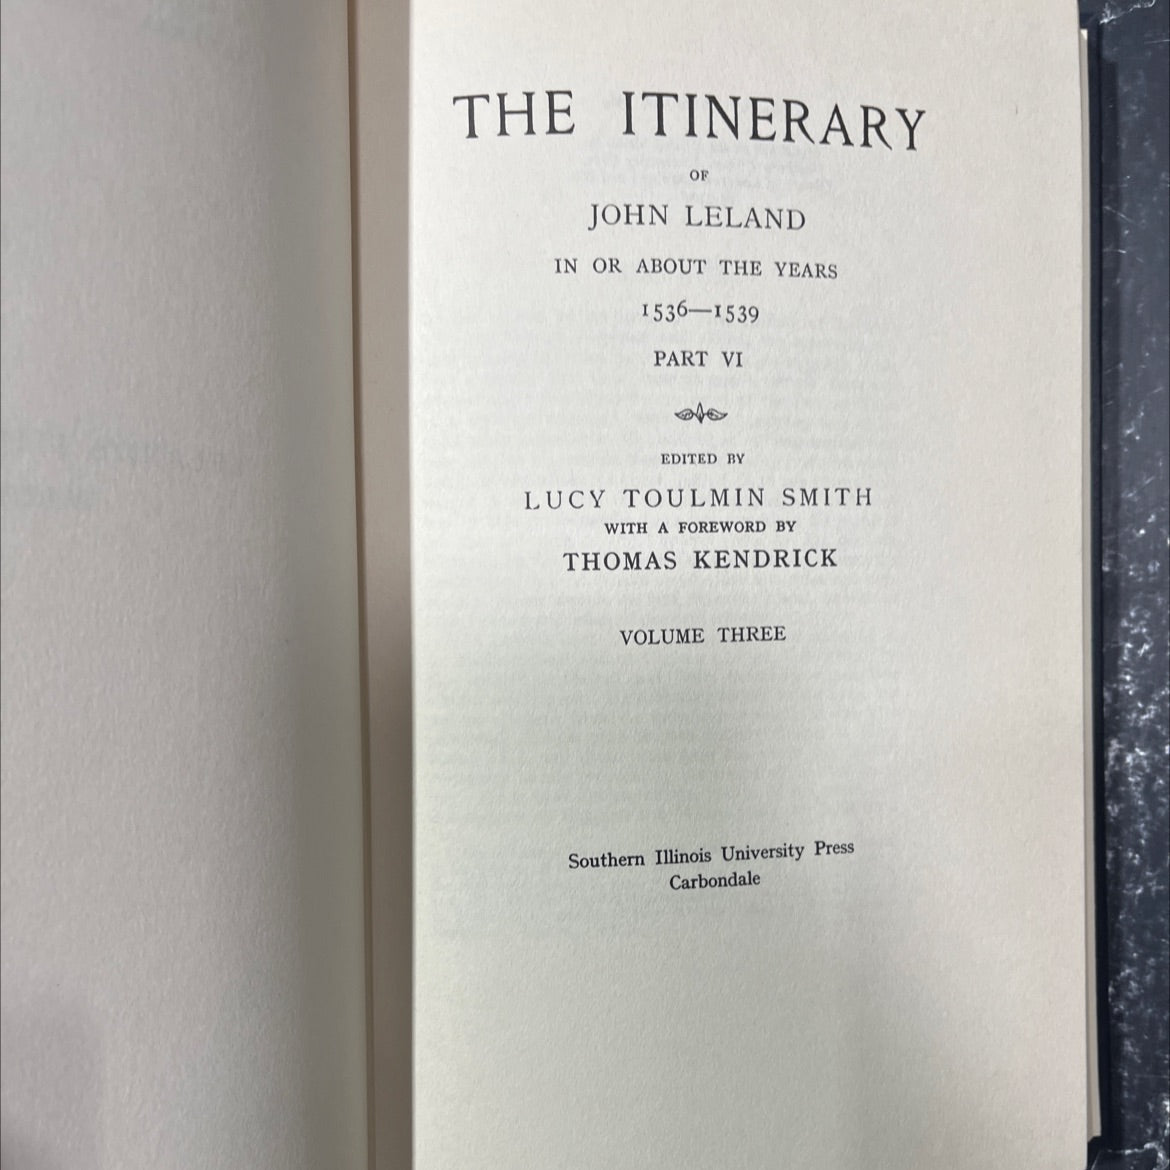 THE ITINERARY
OF
JOHN LELAND
IN OR ABOUT THE YEARS
1536—1539
PART VI
EDITED BY
LUCY TOULMIN SMITH
WITH A FOREWORD BY
THOMAS KENDRICK
VOLUME THREE
Southern Illinois University Press
Carbondale